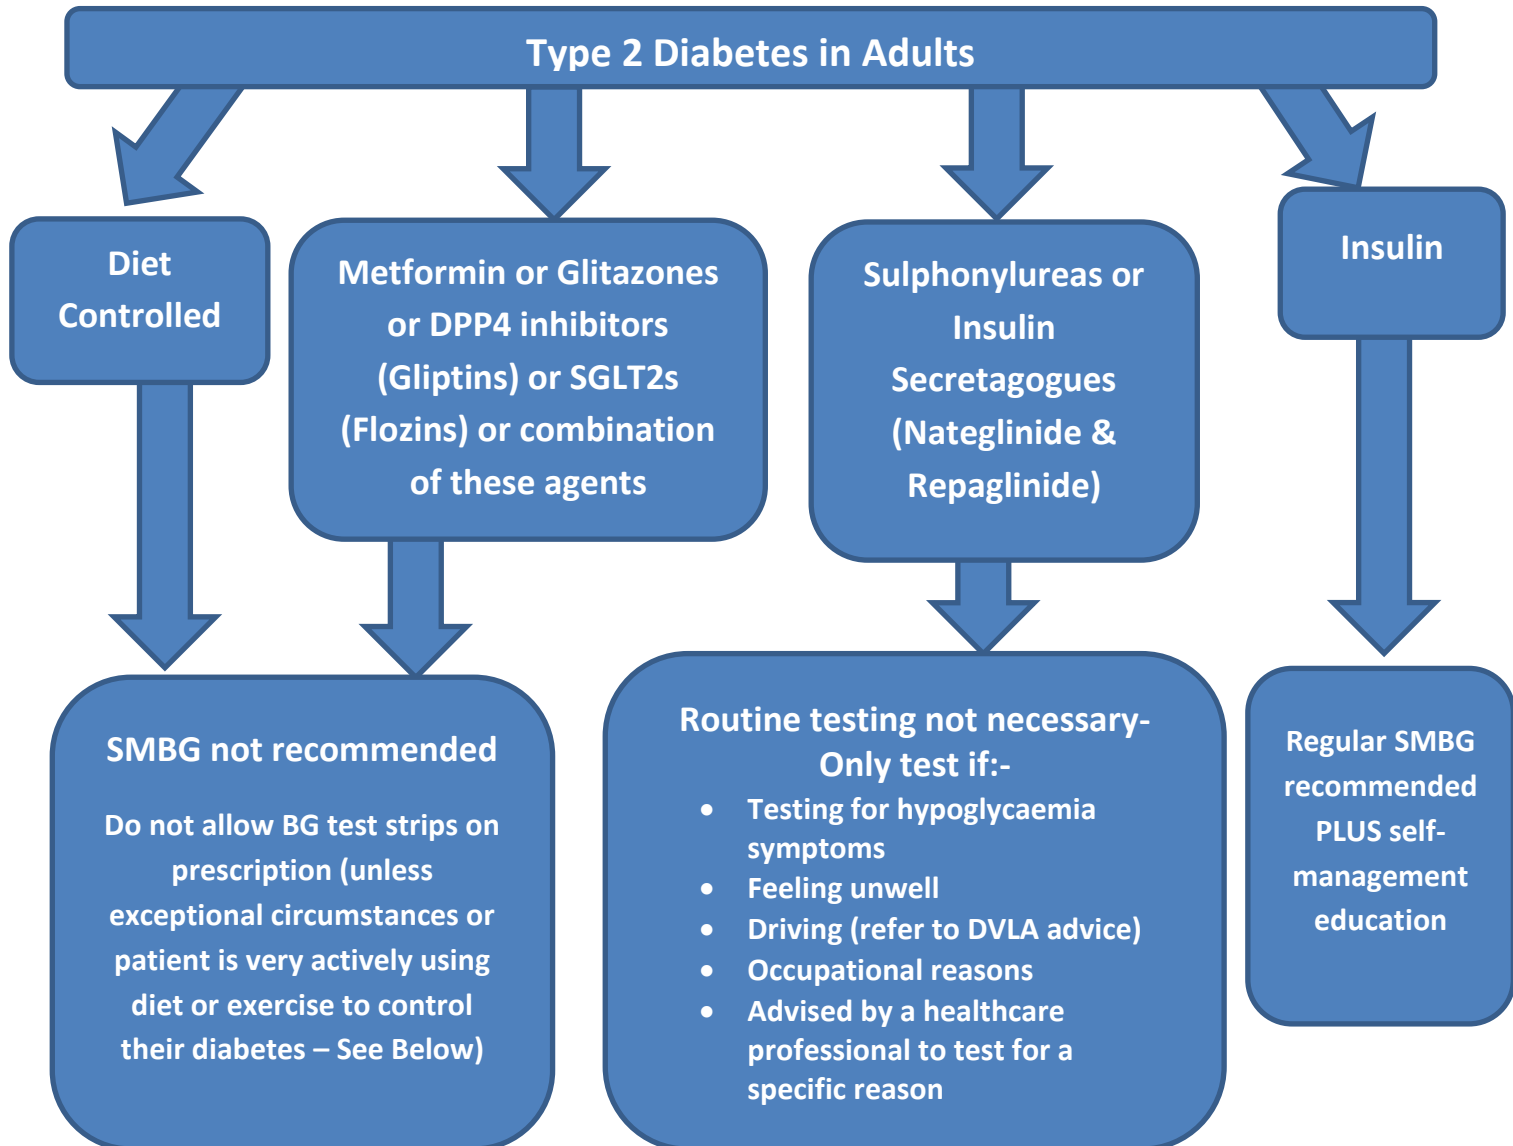 Type 2 Diabetes in Adults
Diet
Controlled
Metformin or Glitazones
or DPP4 inhibitors
(Gliptins) or SGLT2s
(Flozins) or combination
of these agents
Sulphonylureas or
Insulin
Secretagogues
(Nateglinide &
Repaglinide)
Insulin
SMBG not recommended
Do not allow BG test strips on
prescription (unless
exceptional circumstances or
patient is very actively using
diet or exercise to control
their diabetes – See Below)
Routine testing not necessary-
Only test if:-
• Testing for hypoglycaemia
symptoms
• Feeling unwell
• Driving (refer to DVLA advice)
• Occupational reasons
• Advised by a healthcare
professional to test for a
specific reason
Regular SMBG
recommended
PLUS self-
management
education